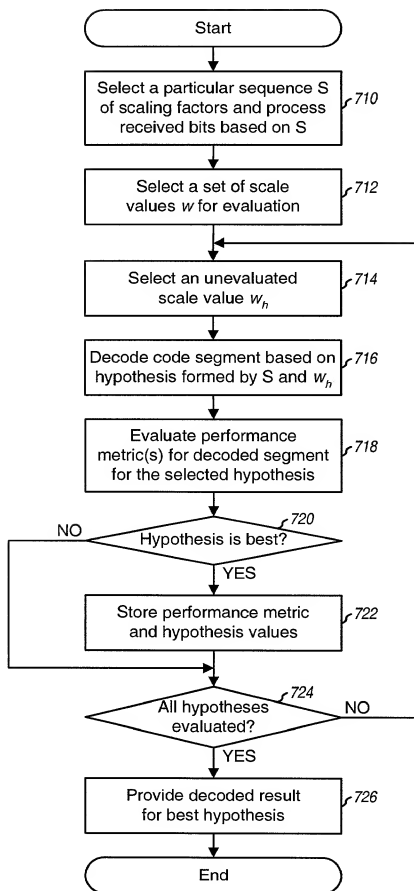 Start
Select a particular sequence S
of scaling factors and process
received bits based on S
710
Select a set of scale
values w for evaluation
712
Select an unevaluated
scale value wh
714
Decode code segment based on
hypothesis formed by S and wh
716
Evaluate performance
metric(s) for decoded segment
for the selected hypothesis
718
720
NO
Hypothesis is best?
YES
Store performance metric
and hypothesis values
722
724
All hypotheses
evaluated?
NO
YES
Provide decoded result
for best hypothesis
726
End